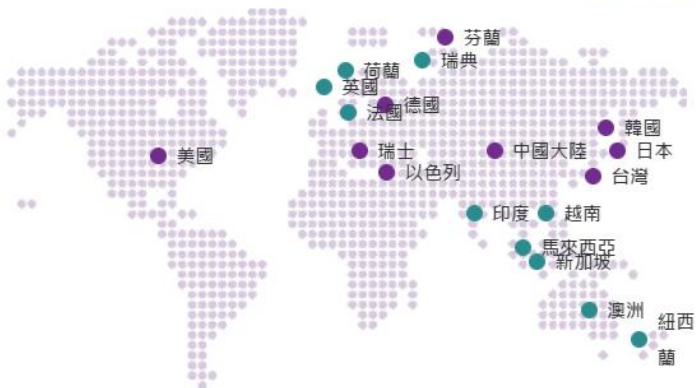 芬蘭
瑞典
荷蘭
英國
德國
法國
韓國
美國
瑞士
中國大陸
日本
以色列
台灣
印度
越南
馬來西亞
新加坡
澳洲
紐西
蘭